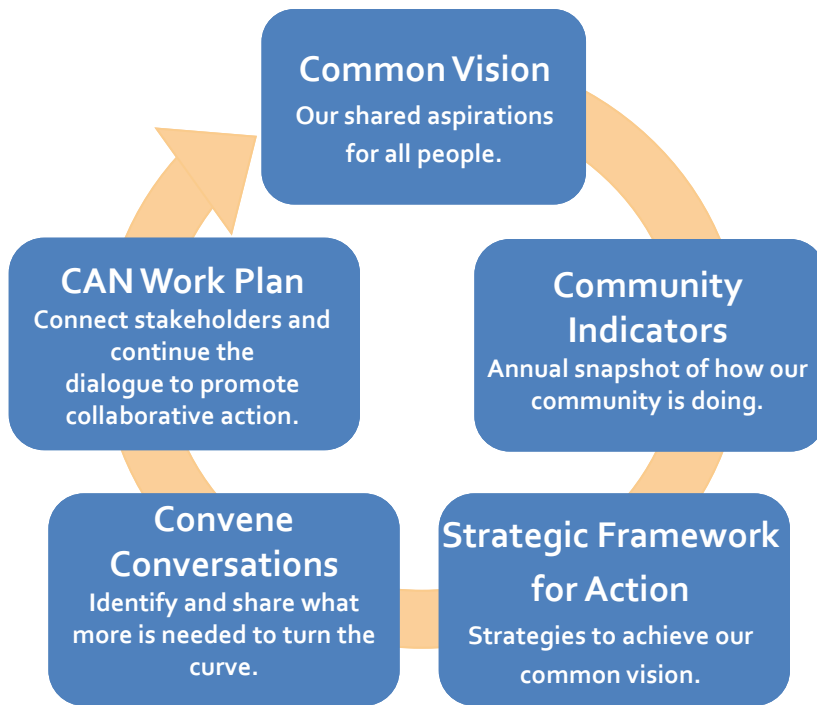 Common Vision
Our shared aspirations
for all people.
Community
Indicators
Annual snapshot of how our
community is doing.
Strategic Framework
for Action
Strategies to achieve our
common vision.
Convene
Conversations
Identify and share what
more is needed to turn the
curve.
CAN Work Plan
Connect stakeholders and
continue the
dialogue to promote
collaborative action.